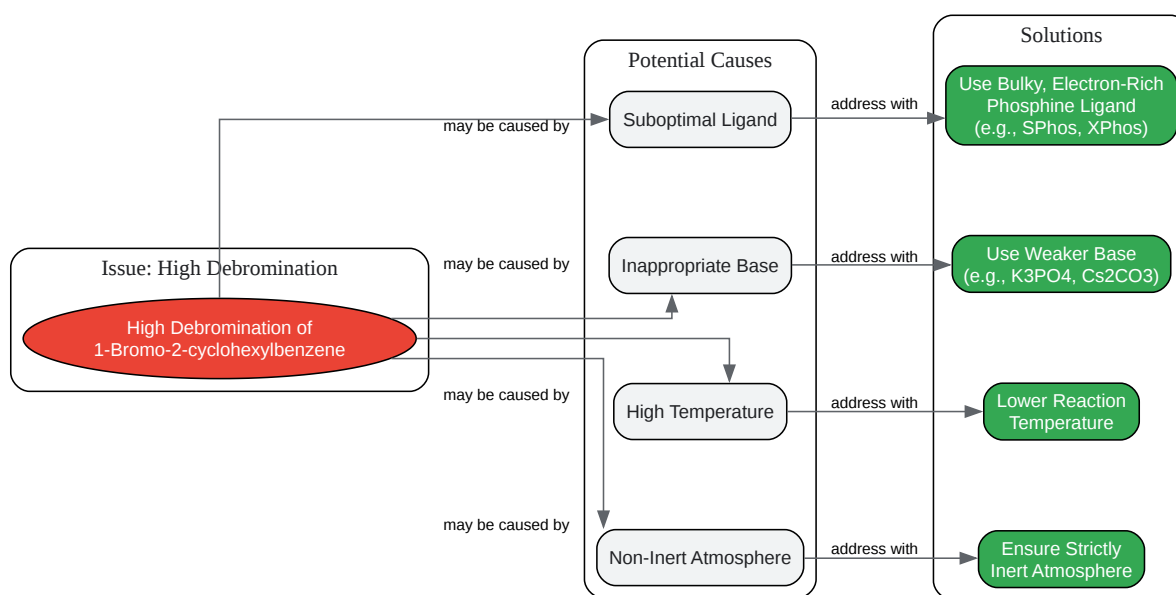 Solutions
Potential Causes
Use Bulky, Electron-Rich
Phosphine Ligand
(e.g., SPhos, XPhos)
may be caused by
Suboptimal Ligand
address with
Issue: High Debromination
High Debromination of
1-Bromo-2-cyclohexylbenzene
may be caused by
Inappropriate Base
address with
Use Weaker Base
(e.g., K3PO4, Cs2CO3)
may be caused by
High Temperature
address with
Lower Reaction
Temperature
may be caused by
Non-Inert Atmosphere
address with
Ensure Strictly
Inert Atmosphere